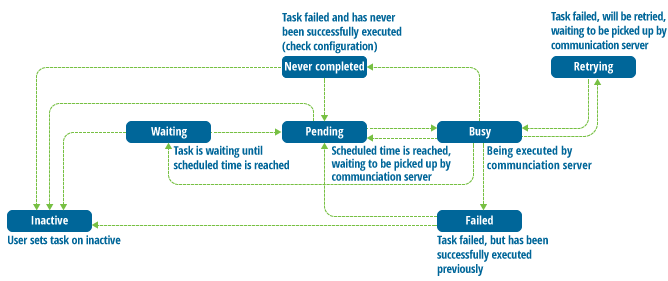 Task failed and has never
been successfully executed
(check configuration)
Never completed
Task failed, will be retried,
waiting to be picked up by
communication server
Retrying
Waiting
Task is waiting until
scheduled time is reached
Pending
Scheduled time is reached,
waiting to be picked up by
communciation server
Busy
Being executed by
communciation server
Inactive
User sets task on inactive
Failed
Task failed, but has been
successfully executed
previously